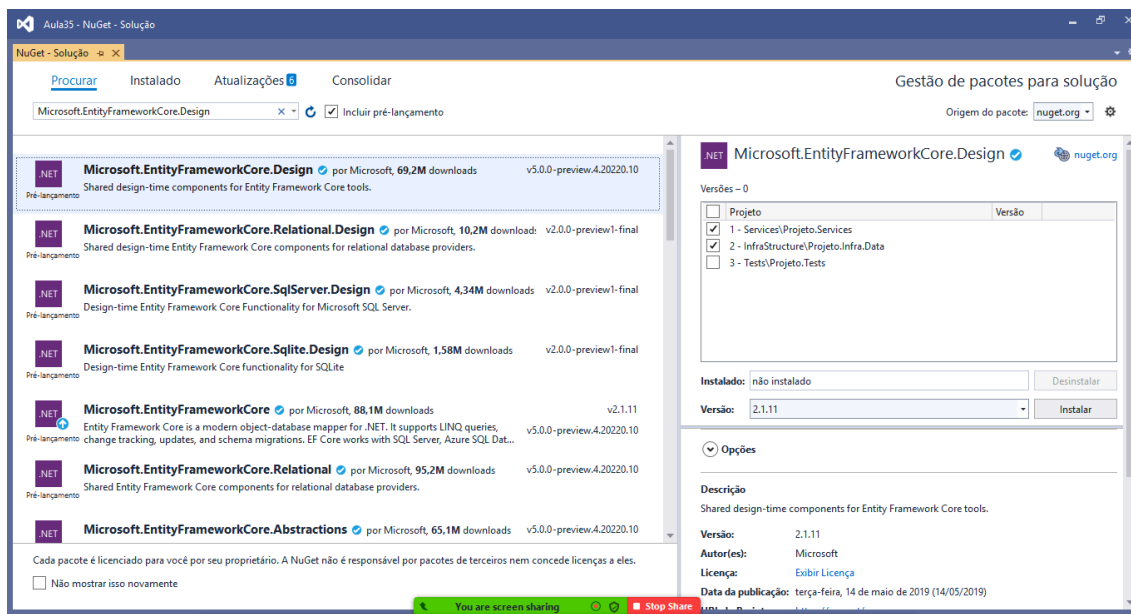 Aula35 - NuGet - Solução
NuGet - Solução
Procurar Instalado Atualizações 6 Consolidar
Gestão de pacotes para solução
Microsoft.EntityFrameworkCore.Design
Incluir pré-lançamento
Origem do pacote: nuget.org
.NET
Pré-lançamento
Microsoft.EntityFrameworkCore.Design por Microsoft, 69,2M downloads v5.0.0-preview.4.20220.10
Shared design-time components for Entity Framework Core tools.
.NET
Pré-lançamento
Microsoft.EntityFrameworkCore.Relational.Design por Microsoft, 10,2M download: v2.0.0-preview1-final
Shared design-time Entity Framework Core components for relational database providers.
.NET
Pré-lançamento
Microsoft.EntityFrameworkCore.SqlServer.Design por Microsoft, 4,34M downloads v2.0.0-preview1-final
Design-time Entity Framework Core Functionality for Microsoft SQL Server.
.NET
Pré-lançamento
Microsoft.EntityFrameworkCore.Sqlite.Design por Microsoft, 1,58M downloads v2.0.0-preview1-final
Design-time Entity Framework Core functionality for SQLite
.NET
Pré-lançamento
Microsoft.EntityFrameworkCore por Microsoft, 88,1M downloads v2.1.11
Entity Framework Core is a modern object-database mapper for .NET. It supports LINQ queries, v5.0.0-preview.4.20220.10
change tracking, updates, and schema migrations. EF Core works with SQL Server, Azure SQL Dat...
.NET
Pré-lançamento
Microsoft.EntityFrameworkCore.Relational por Microsoft, 95,2M downloads v5.0.0-preview.4.20220.10
Shared Entity Framework Core components for relational database providers.
.NET
Microsoft.EntityFrameworkCore.Abstractions por Microsoft, 65,1M downloads v5.0.0-preview.4.20220.10
Cada pacote é licenciado para você por seu proprietário. A NuGet não é responsável por pacotes de terceiros nem concede licenças a eles.
Não mostrar isso novamente
.NET
Microsoft.EntityFrameworkCore.Design
nuget.org
Versões – 0
Projeto Versão
1 - Services\Projeto.Services
2 - InfraStructure\Projeto.Infra.Data
3 - Tests\Projeto.Tests
Instalado: não instalado Desinstalar
Versão: 2.1.11 Instalar
Opções
Descrição
Shared design-time components for Entity Framework Core tools.
Versão: 2.1.11
Autor(es): Microsoft
Licença: Exibir Licença
Data da publicação: terça-feira, 14 de maio de 2019 (14/05/2019)
You are screen sharing Stop Share